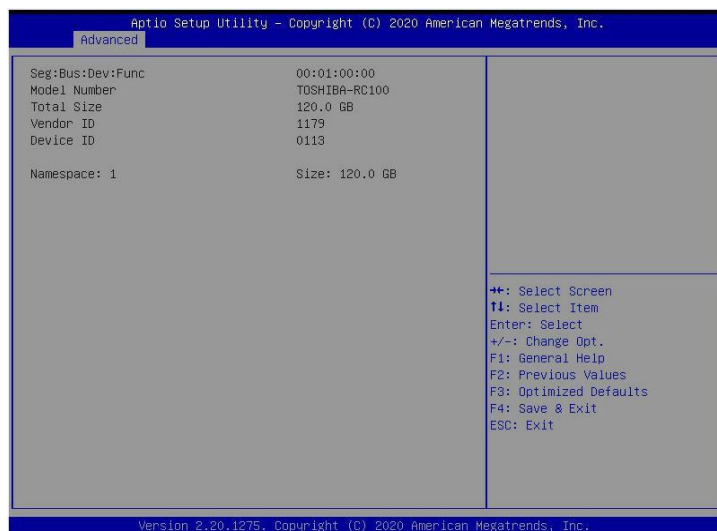 Aptio Setup Utility – Copyright (C) 2020 American Megatrends, Inc.
Advanced
Seg:Bus:Dev:Func 00:01:00:00
Model Number TOSHIBA-RC100
Total Size 120.0 GB
Vendor ID 1179
Device ID 0113
Namespace: 1 Size: 120.0 GB
→←: Select Screen
↑↓: Select Item
Enter: Select
+/-: Change Opt.
F1: General Help
F2: Previous Values
F3: Optimized Defaults
F4: Save & Exit
ESC: Exit
Version 2.20.1275. Copyright (C) 2020 American Megatrends, Inc.